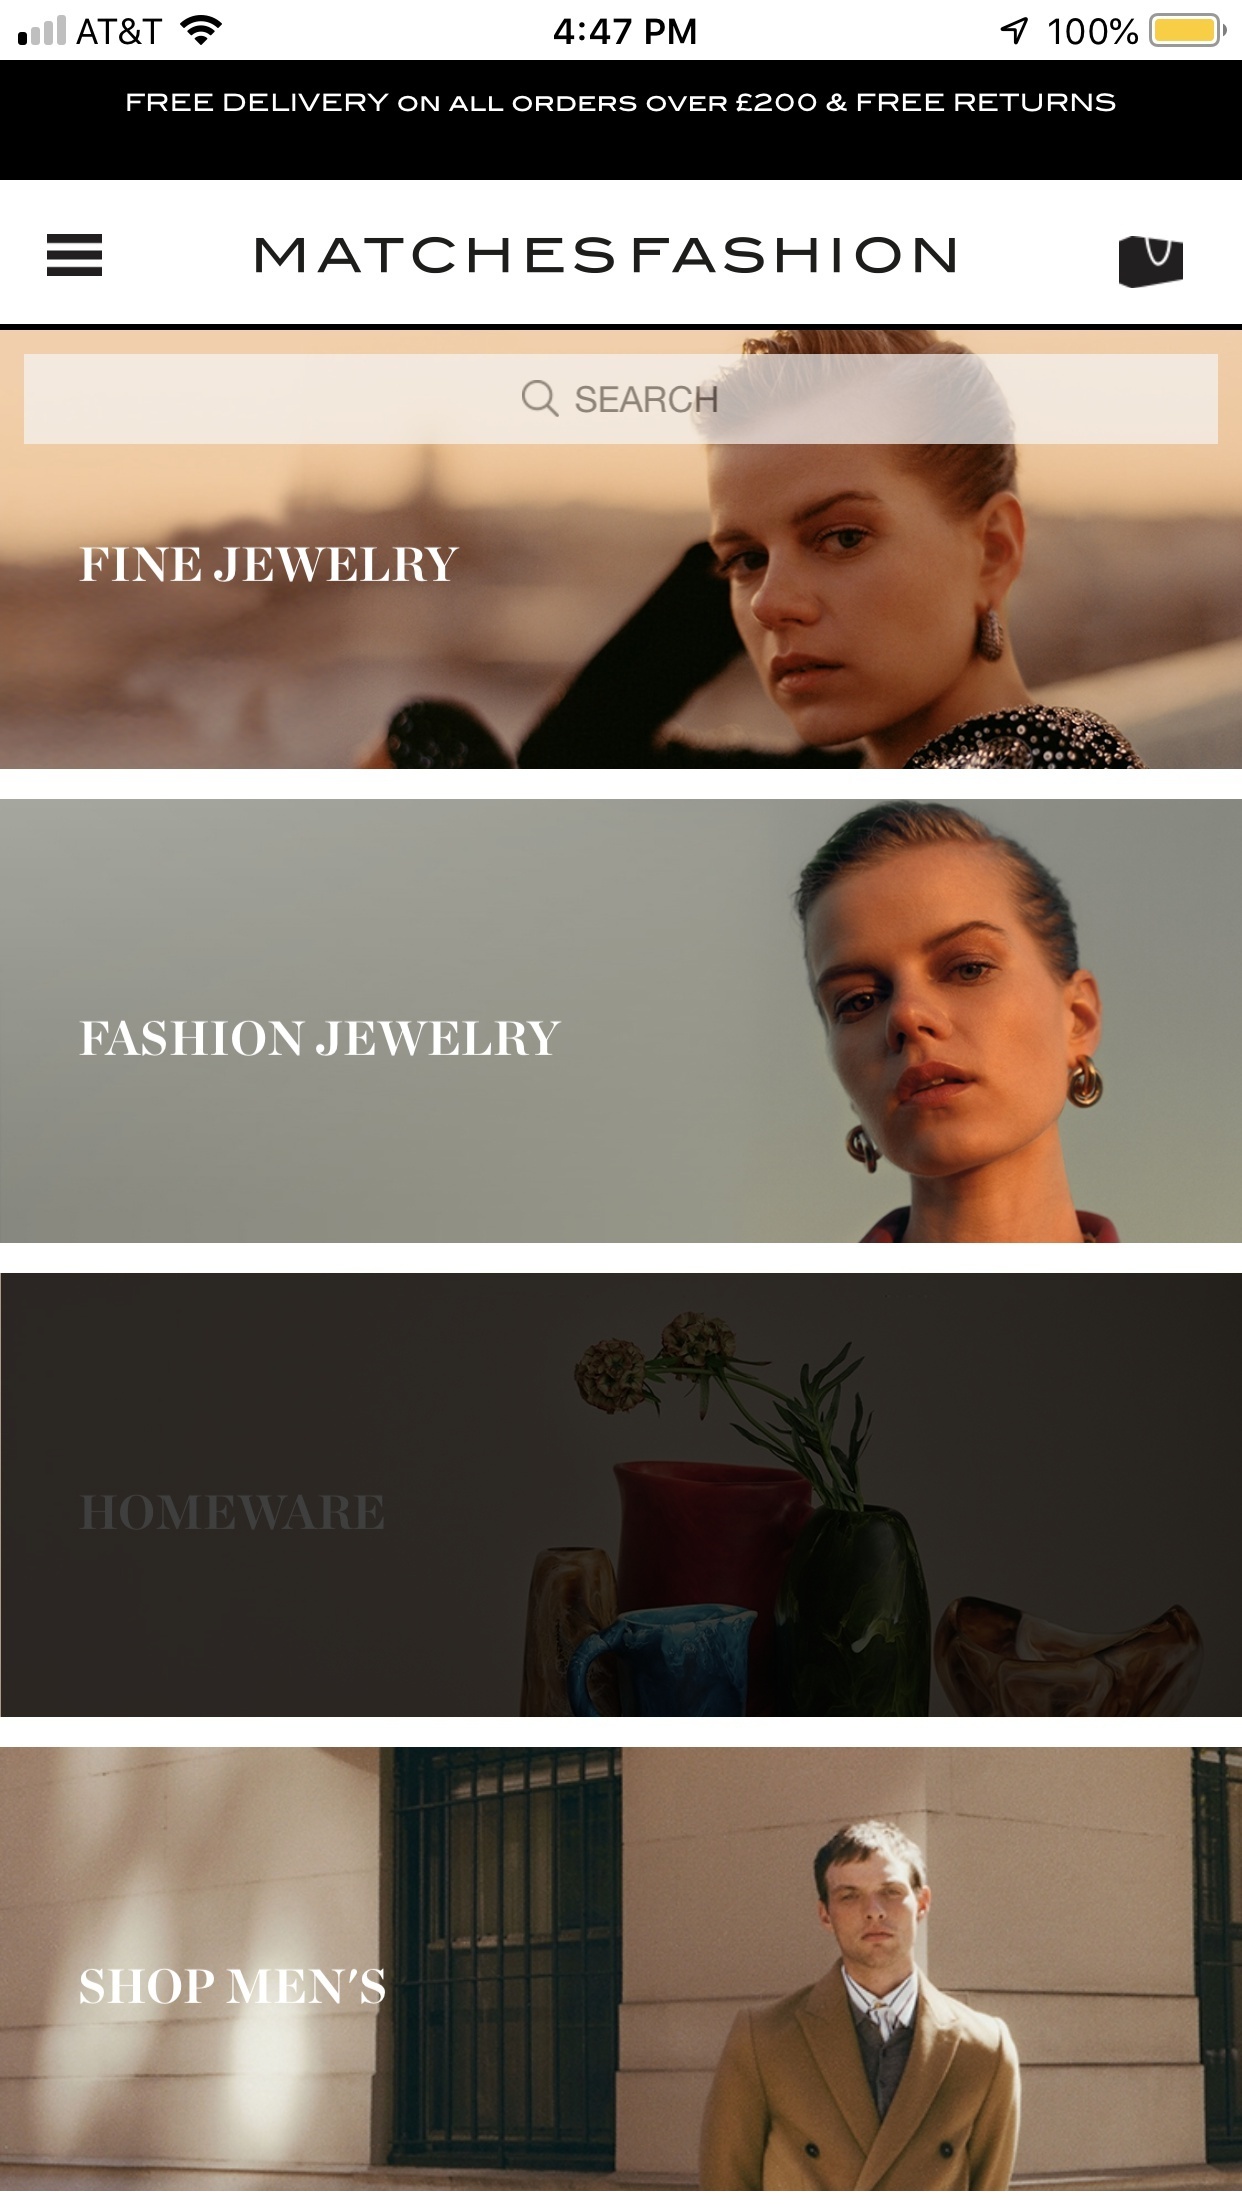 AT&T 4:47 PM 100%
FREE DELIVERY ON ALL ORDERS OVER £200 & FREE RETURNS
MATCHESFASHION
SEARCH
FINE JEWELRY
FASHION JEWELRY
HOMEWARE
SHOP MEN'S